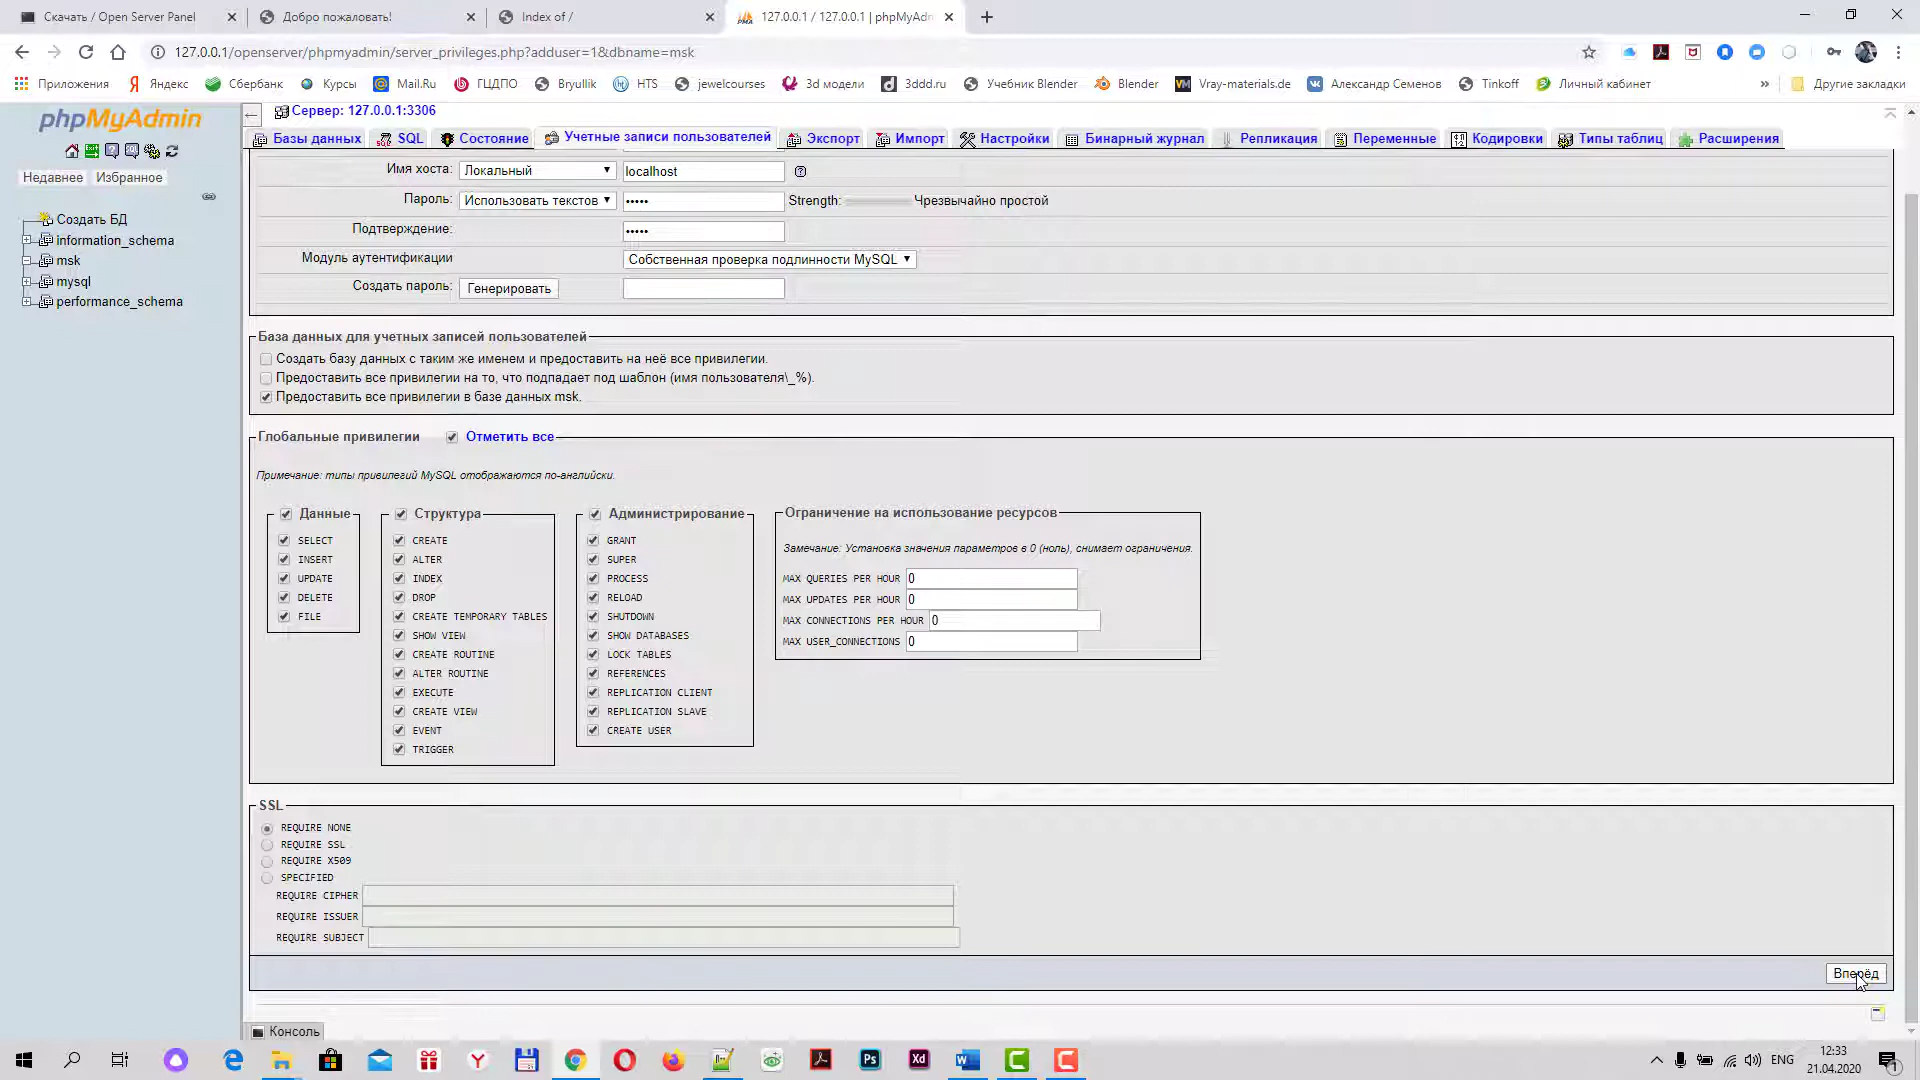 Скачать / Open Server Panel
Добро пожаловать!
Index of /
127.0.0.1 / 127.0.0.1 | phpMyAdm
127.0.0.1/openserver/phpmyadmin/server_privileges.php?adduser=1&dbname=msk
Приложения Яндекс Сбербанк Курсы Mail.Ru ГЦДПО Bryullik HTS jewelcourses 3d модели 3ddd.ru Учебник Blender Blender Vray-materials.de Александр Семенов Tinkoff Личный кабинет » Другие закладки
phpMyAdmin
Недавнее Избранное
Создать БД
information_schema
msk
mysql
performance_schema
Сервер: 127.0.0.1:3306
Базы данных SQL Состояние Учетные записи пользователей Экспорт Импорт Настройки Бинарный журнал Репликация Переменные Кодировки Типы таблиц Расширения
Имя хоста: Локальный localhost
Пароль: Использовать текстов ••••• Strength: Чрезвычайно простой
Подтверждение: •••••
Модуль аутентификации Собственная проверка подлинности MySQL
Создать пароль: Генерировать
База данных для учетных записей пользователей
Создать базу данных с таким же именем и предоставить на неё все привилегии.
Предоставить все привилегии на то, что подпадает под шаблон (имя пользователя\_%).
Предоставить все привилегии в базе данных msk.
Глобальные привилегии Отметить все
Примечание: типы привилегий MySQL отображаются по-английски.
Данные
SELECT
INSERT
UPDATE
DELETE
FILE
Структура
CREATE
ALTER
INDEX
DROP
CREATE TEMPORARY TABLES
SHOW VIEW
CREATE ROUTINE
ALTER ROUTINE
EXECUTE
CREATE VIEW
EVENT
TRIGGER
Администрирование
GRANT
SUPER
PROCESS
RELOAD
SHUTDOWN
SHOW DATABASES
LOCK TABLES
REFERENCES
REPLICATION CLIENT
REPLICATION SLAVE
CREATE USER
Ограничение на использование ресурсов
Замечание: Установка значения параметров в 0 (ноль), снимает ограничения.
MAX QUERIES PER HOUR 0
MAX UPDATES PER HOUR 0
MAX CONNECTIONS PER HOUR 0
MAX USER_CONNECTIONS 0
SSL
REQUIRE NONE
REQUIRE SSL
REQUIRE X509
SPECIFIED
REQUIRE CIPHER
REQUIRE ISSUER
REQUIRE SUBJECT
Вперёд
Консоль
ENG
12:33
21.04.2020